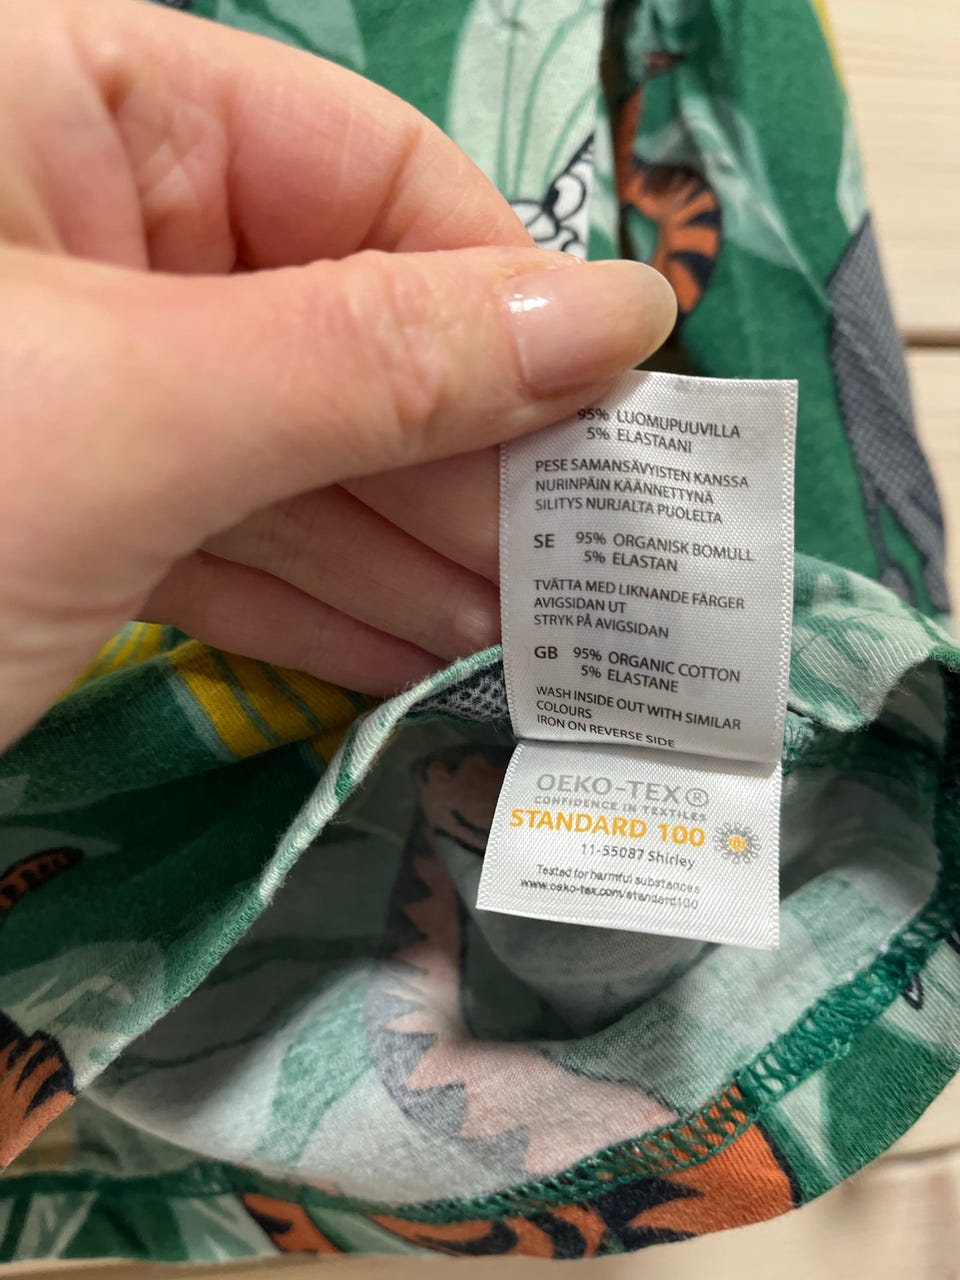 95% LUOMUPUUVILLA
5% ELASTAANI
PESE SAMANSÄVYISTEN KANSSA
NURINPÄIN KÄÄNNETTYNÄ
SILITYS NURJALTA PUOLELTA
SE 95% ORGANISK BOMULL
5% ELASTAN
TVÄTTA MED LIKNANDE FÄRGER
AVIGSIDAN UT
STRYK PÅ AVIGSIDAN
GB 95% ORGANIC COTTON
5% ELASTANE
WASH INSIDE OUT WITH SIMILAR
COLOURS
IRON ON REVERSE SIDE
OEKO-TEX®
CONFIDENCE IN TEXTILES
STANDARD 100
11-55087 Shirley
Tested for harmful substances
www.oeko-tex.com/standard100